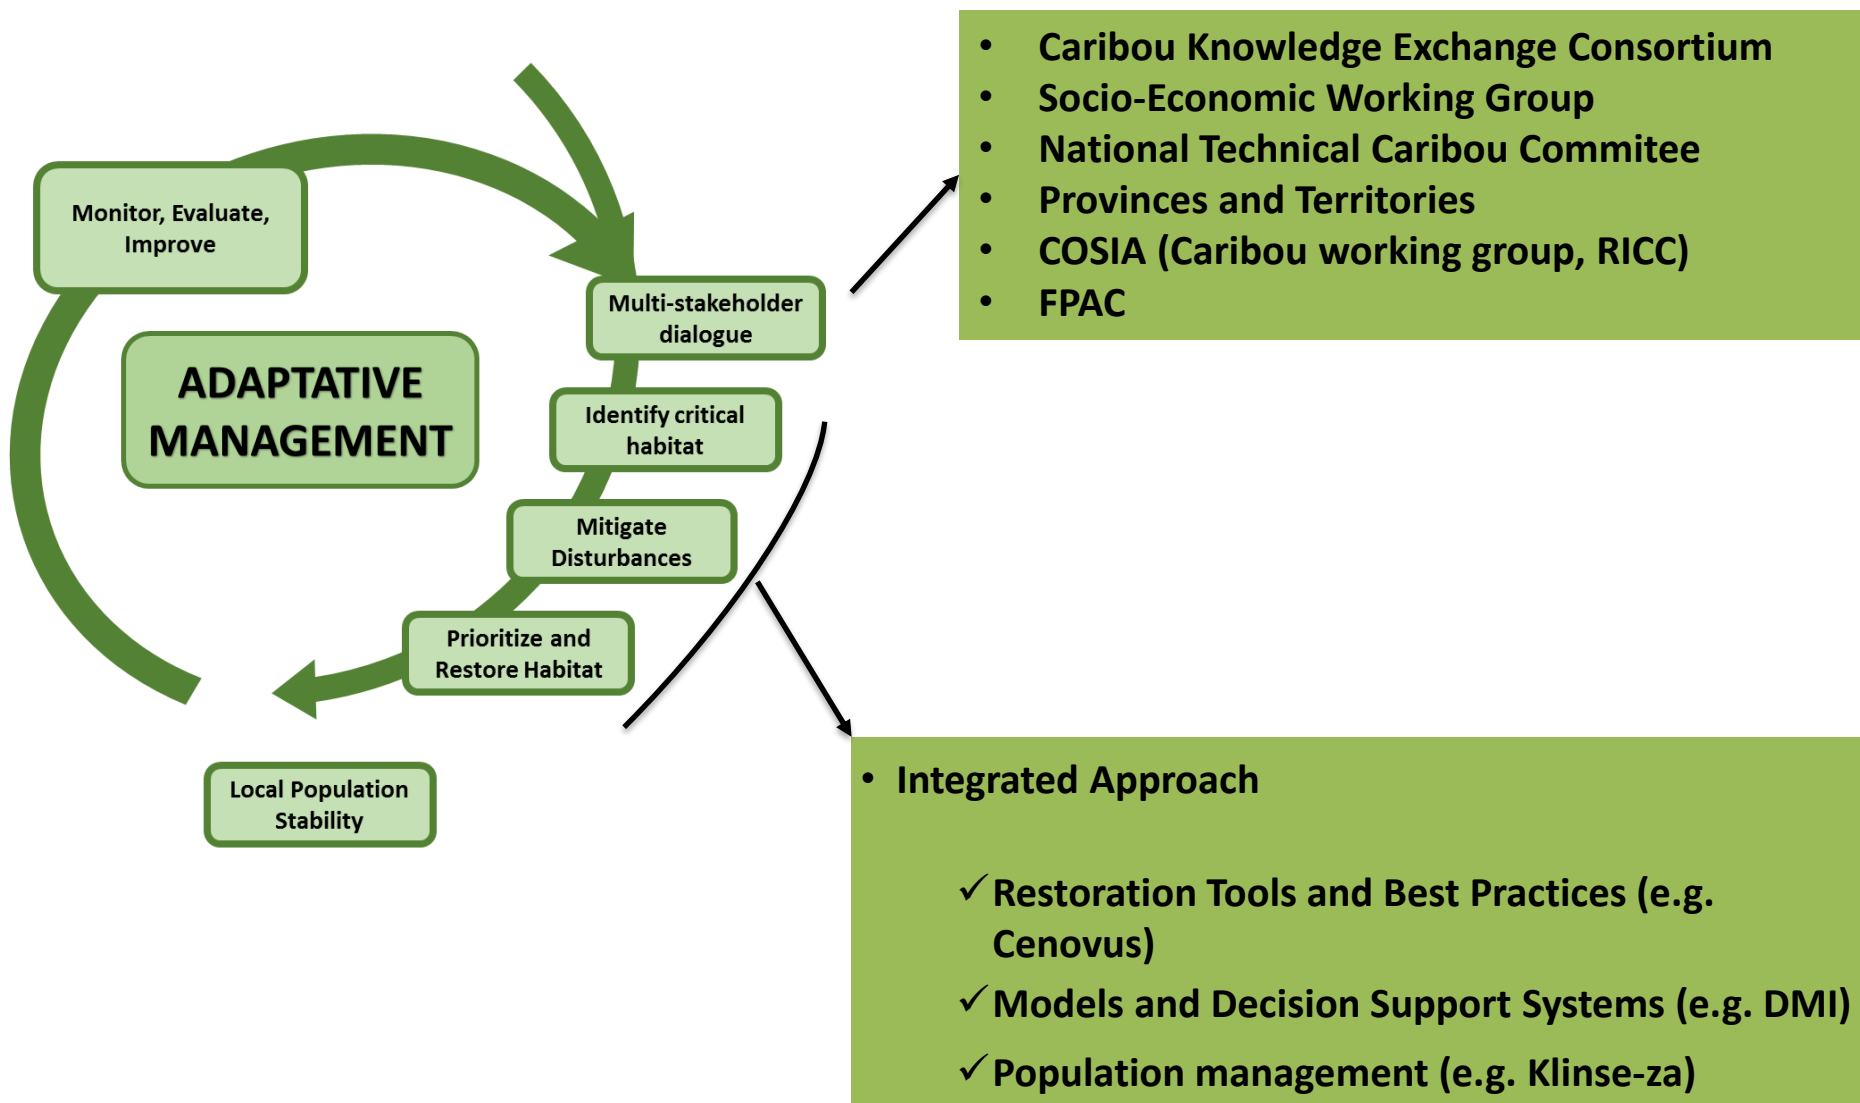 Monitor, Evaluate,
Improve
ADAPTATIVE
MANAGEMENT
Multi-stakeholder
dialogue
Identify critical
habitat
Mitigate
Disturbances
Prioritize and
Restore Habitat
Local Population
Stability
• Caribou Knowledge Exchange Consortium
• Socio-Economic Working Group
• National Technical Caribou Commitee
• Provinces and Territories
• COSIA (Caribou working group, RICC)
• FPAC
• Integrated Approach
✓ Restoration Tools and Best Practices (e.g.
Cenovus)
✓ Models and Decision Support Systems (e.g. DMI)
✓ Population management (e.g. Klinse-za)